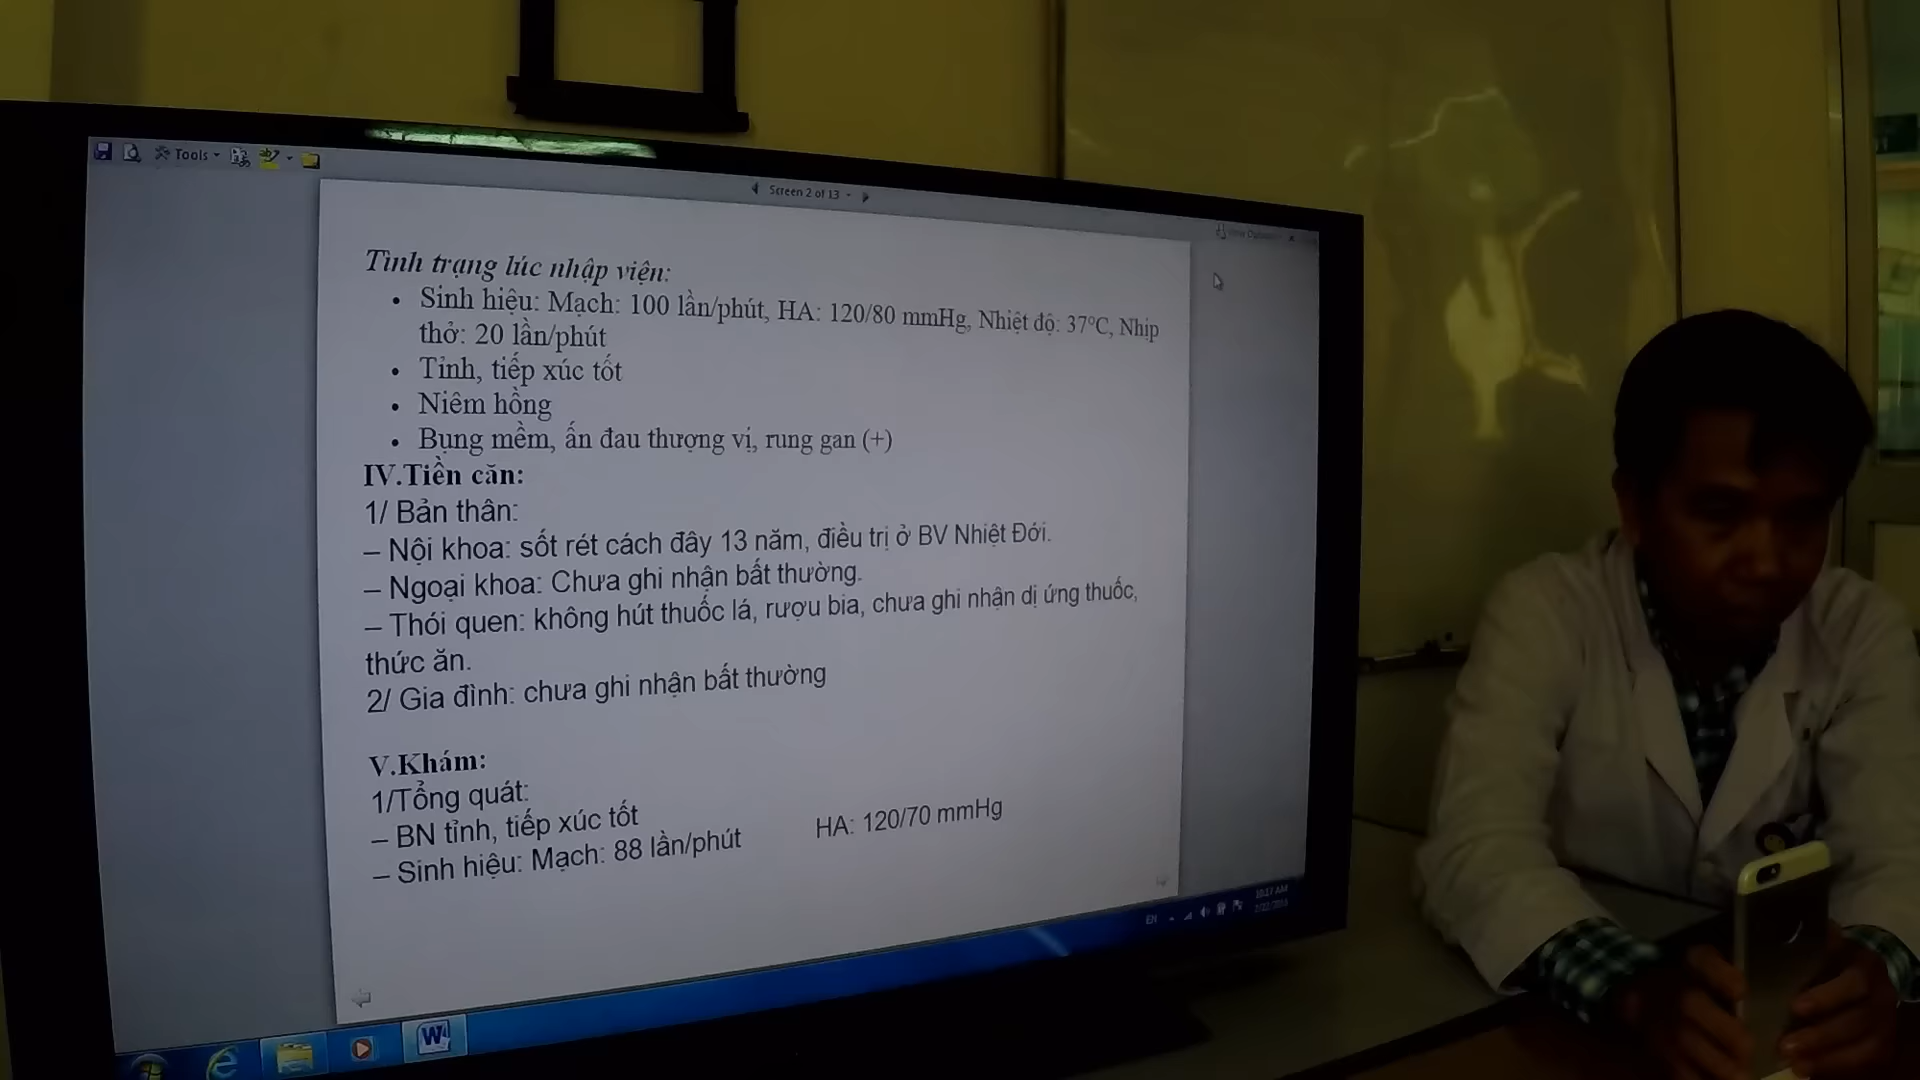 Tools
Screen 2 of 13
Tình trạng lúc nhập viện:
• Sinh hiệu: Mạch: 100 lần/phút, HA: 120/80 mmHg, Nhiệt độ: 37°C, Nhịp
thở: 20 lần/phút
• Tỉnh, tiếp xúc tốt
• Niêm hồng
• Bụng mềm, ấn đau thượng vị, rung gan (+)
IV.Tiền căn:
1/ Bản thân:
– Nội khoa: sốt rét cách đây 13 năm, điều trị ở BV Nhiệt Đới.
– Ngoại khoa: Chưa ghi nhận bất thường.
– Thói quen: không hút thuốc lá, rượu bia, chưa ghi nhận dị ứng thuốc,
thức ăn.
2/ Gia đình: chưa ghi nhận bất thường
V.Khám:
1/Tổng quát:
– BN tỉnh, tiếp xúc tốt
– Sinh hiệu: Mạch: 88 lần/phút HA: 120/70 mmHg
EN
10:17 AM